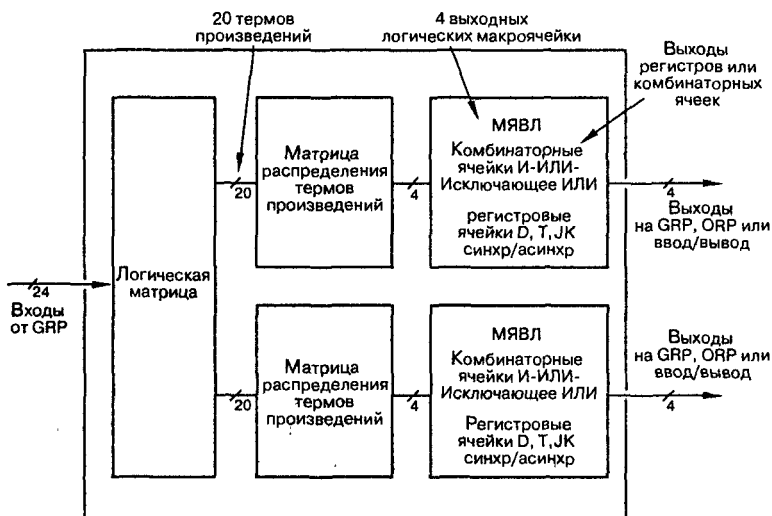 20 термов
произведений
4 выходных
логических макроячейки
Выходы
регистров или
комбинаторных
ячеек
24
Входы
от GRP
Логическая
матрица
20
Матрица
распределения
термов
произведений
4
МЯВЛ
Комбинаторные
ячейки И-ИЛИ-
Исключающее ИЛИ
регистровые
ячейки D, T, JK
синхр/асинхр
4
Выходы
на GRP, ORP или
ввод/вывод
20
Матрица
распределения
термов
произведений
4
МЯВЛ
Комбинаторные
ячейки И-ИЛИ-
Исключающее ИЛИ
Регистровые
ячейки D, T, JK
синхр/асинхр
Выходы
на GRP, ORP или
ввод/вывод
4